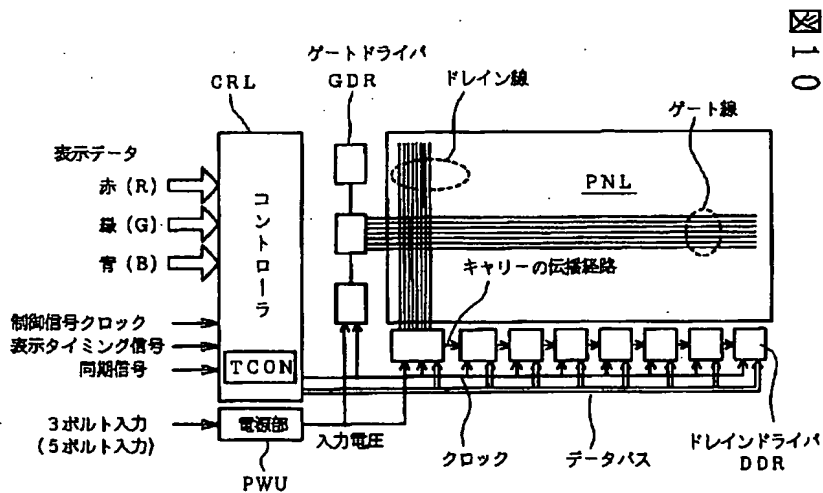 図10
ゲートドライバ
GDR
CRL
ドレイン線
ゲート線
表示データ
赤(R)
緑(G)
青(B)
コントローラ
PNL
キャリーの伝播経路
制御信号クロック
表示タイミング信号
同期信号
TCON
3ボルト入力
(5ボルト入力)
電源部
PWU
入力電圧
クロック
データバス
ドレインドライバ
DDR